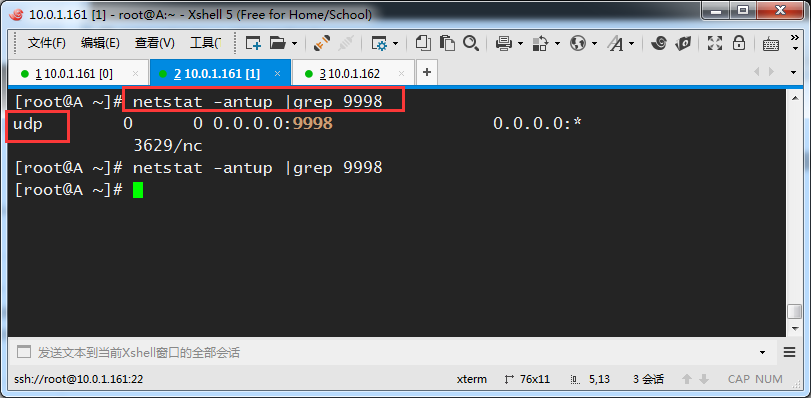 10.0.1.161 [1] - root@A:~ - Xshell 5 (Free for Home/School)
文件(F) 编辑(E) 查看(V) 工具(
1 10.0.1.161 [0] × 2 10.0.1.161 [1] × 3 10.0.1.162 × +
[root@A ~]# netstat -antup |grep 9998
udp 0 0 0.0.0.0:9998 0.0.0.0:*
3629/nc
[root@A ~]# netstat -antup |grep 9998
[root@A ~]#
发送文本到当前Xshell窗口的全部会话
ssh://root@10.0.1.161:22 xterm 76x11 5,13 3 会话 CAP NUM